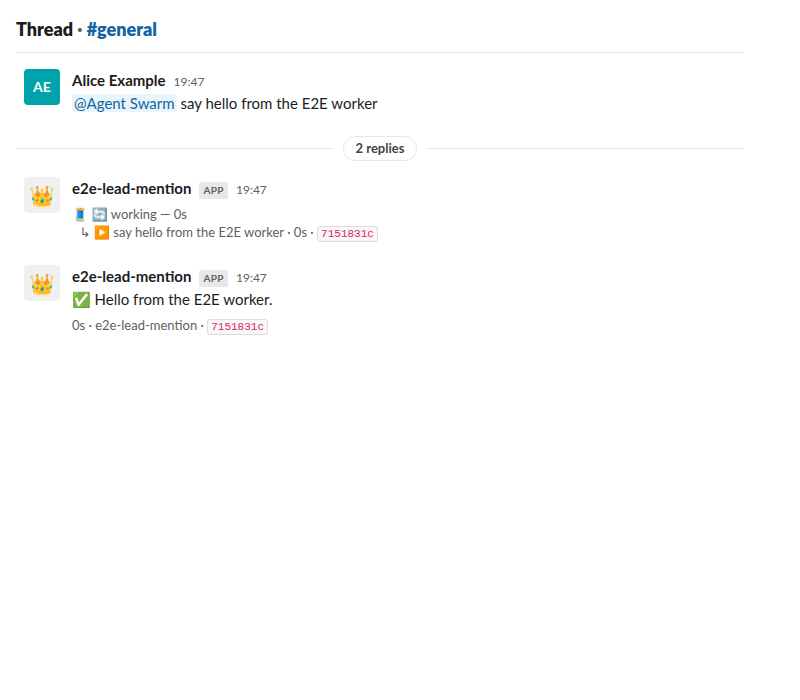 Thread • #general
AE
Alice Example 19:47
@Agent Swarm say hello from the E2E worker
2 replies
e2e-lead-mention APP 19:47
🧵 🔄 working — 0s
↳ ▶️ say hello from the E2E worker · 0s · 7151831c
e2e-lead-mention APP 19:47
✅ Hello from the E2E worker.
0s · e2e-lead-mention · 7151831c